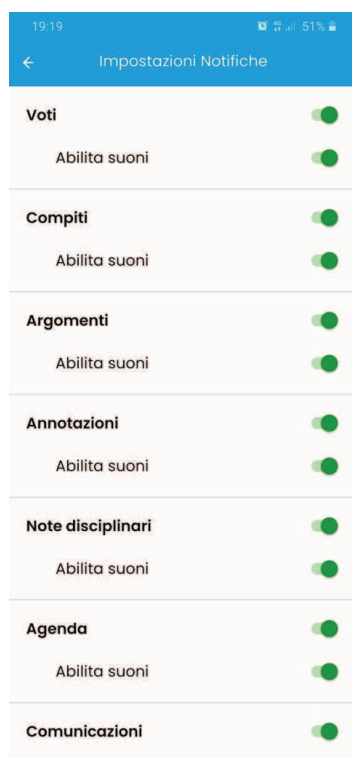 19:19 51%
Impostazioni Notifiche
Voti
Abilita suoni
Compiti
Abilita suoni
Argomenti
Abilita suoni
Annotazioni
Abilita suoni
Note disciplinari
Abilita suoni
Agenda
Abilita suoni
Comunicazioni